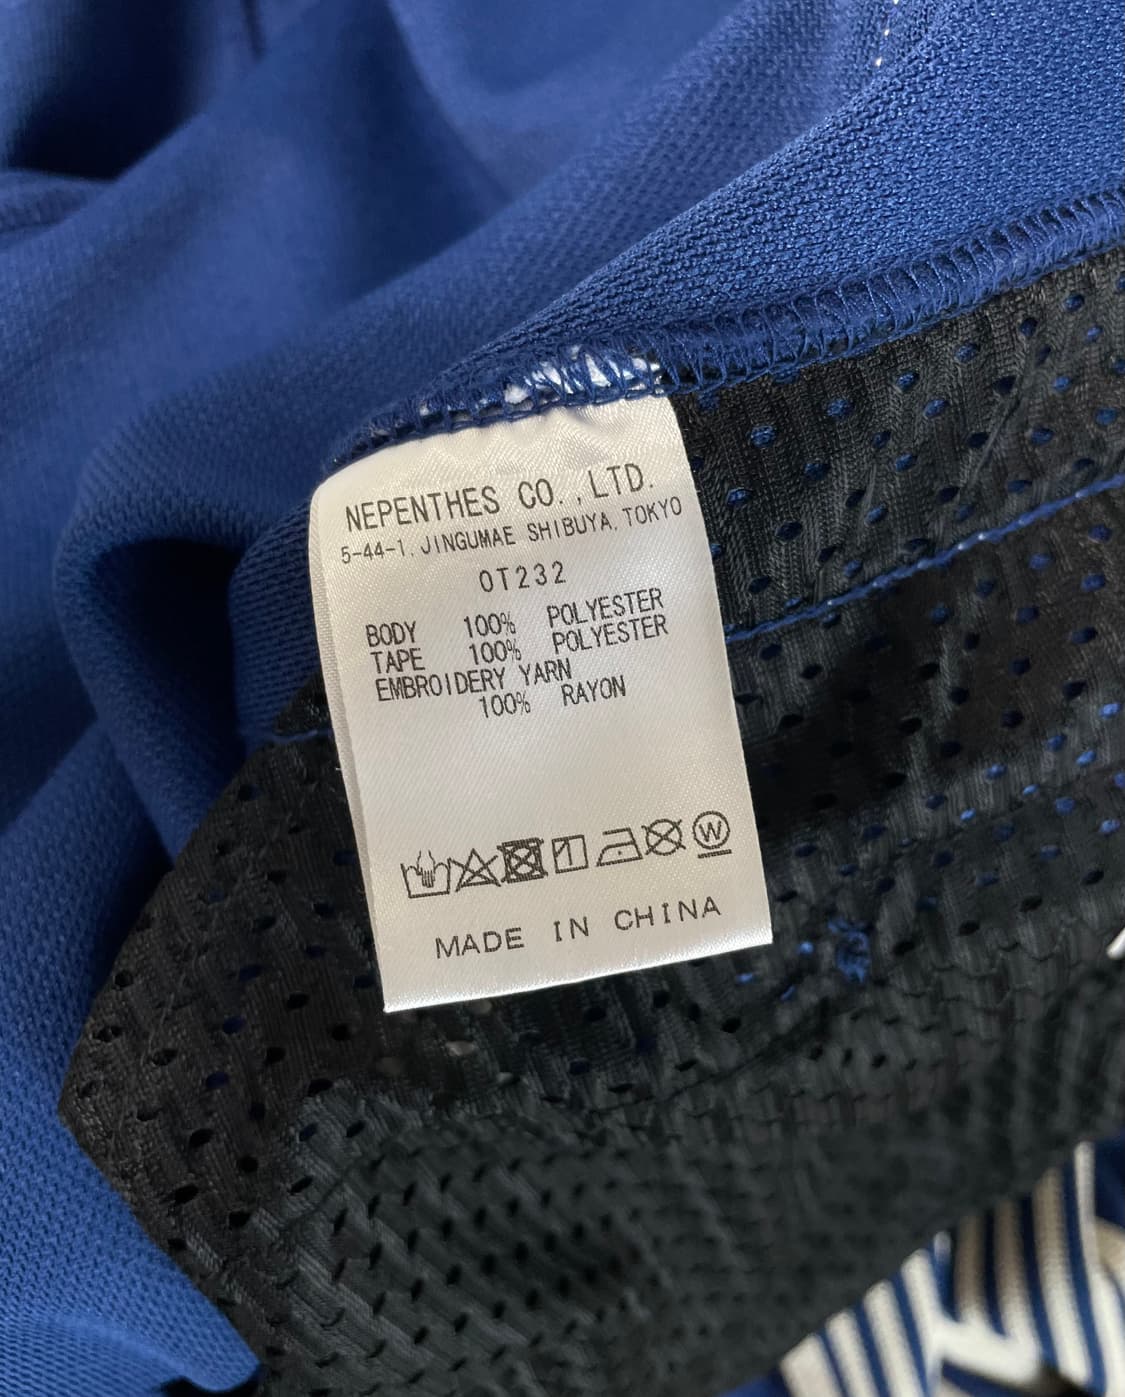 NEPENTHES CO.,LTD.
5-44-1, JINGUMAE SHIBUYA, TOKYO
OT232
BODY 100% POLYESTER
TAPE 100% POLYESTER
EMBROIDERY YARN
100% RAYON
W
MADE IN CHINA